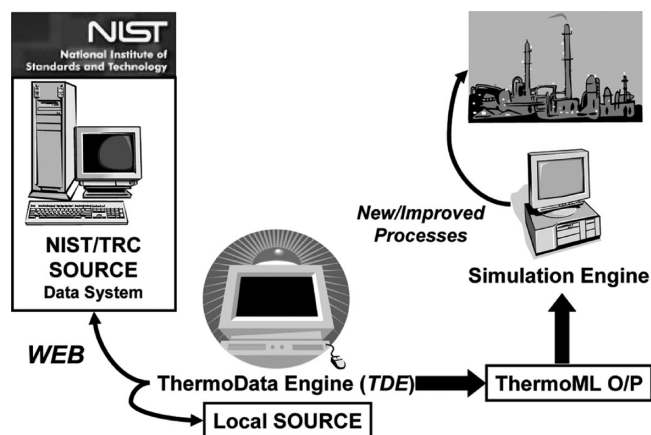 NIST
National Institute of
Standards and Technology
NIST/TRC
SOURCE
Data System
New/Improved
Processes
Simulation Engine
WEB
ThermoData Engine (TDE)
ThermoML O/P
Local SOURCE